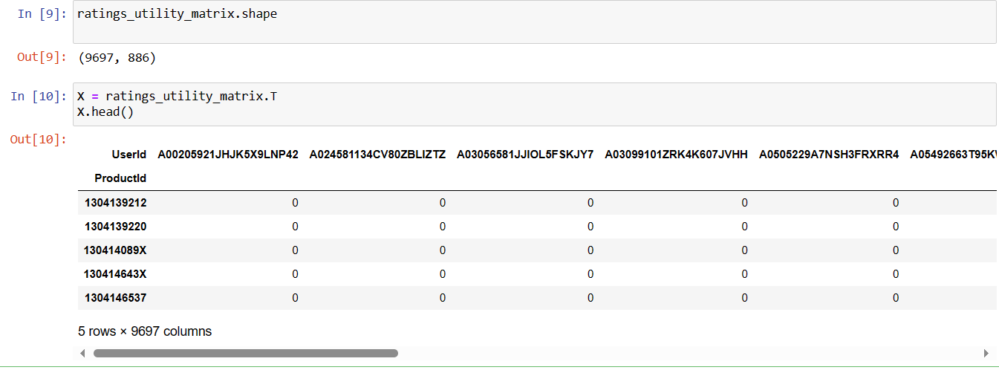 In [9]: ratings_utility_matrix.shape
Out[9]: (9697, 886)
In [10]: X = ratings_utility_matrix.T
X.head()
Out[10]:
UserId A00205921JHJK5X9LNP42 A024581134CV80ZBLIZTZ A03056581JJIOL5FSKJY7 A03099101ZRK4K607JVHH A0505229A7NSH3FRXRR4 A05492663T95K
ProductId
1304139212 0 0 0 0 0
1304139220 0 0 0 0 0
130414089X 0 0 0 0 0
130414643X 0 0 0 0 0
1304146537 0 0 0 0 0
5 rows × 9697 columns